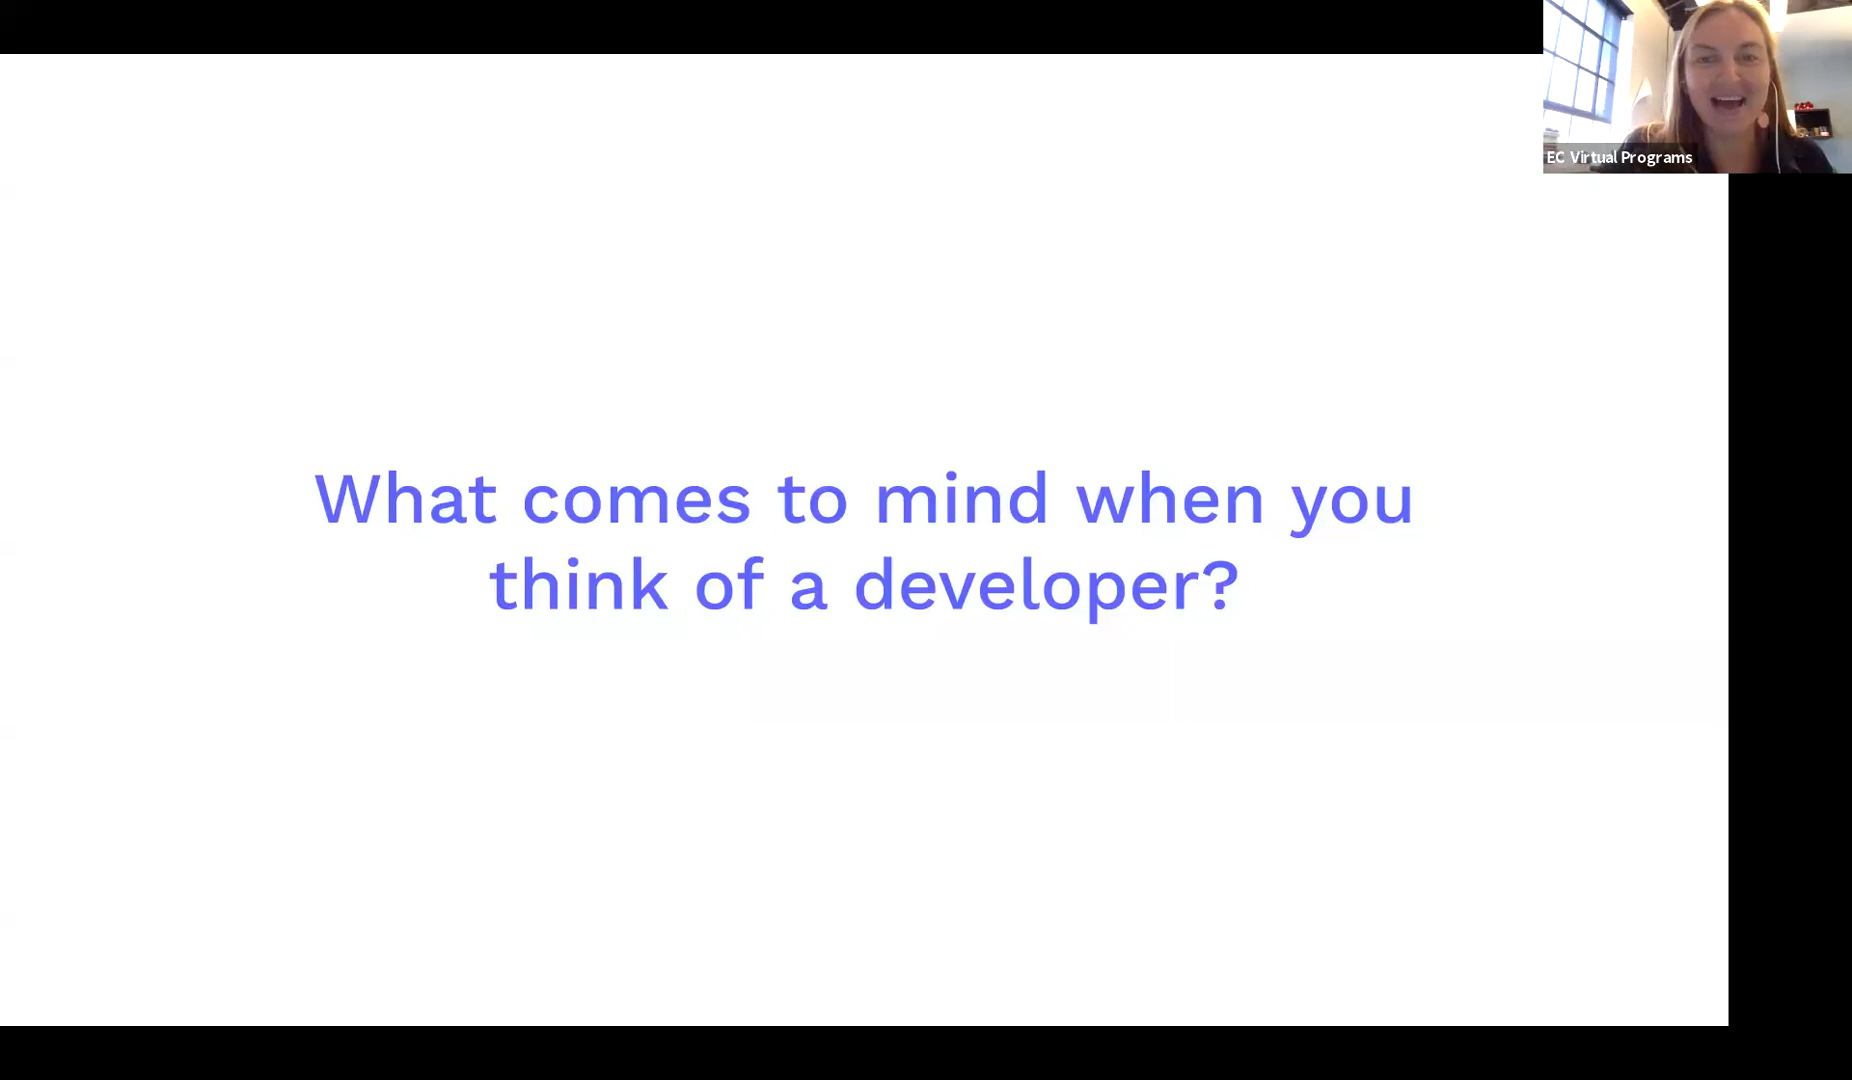 EC Virtual Programs
What comes to mind when you
think of a developer?